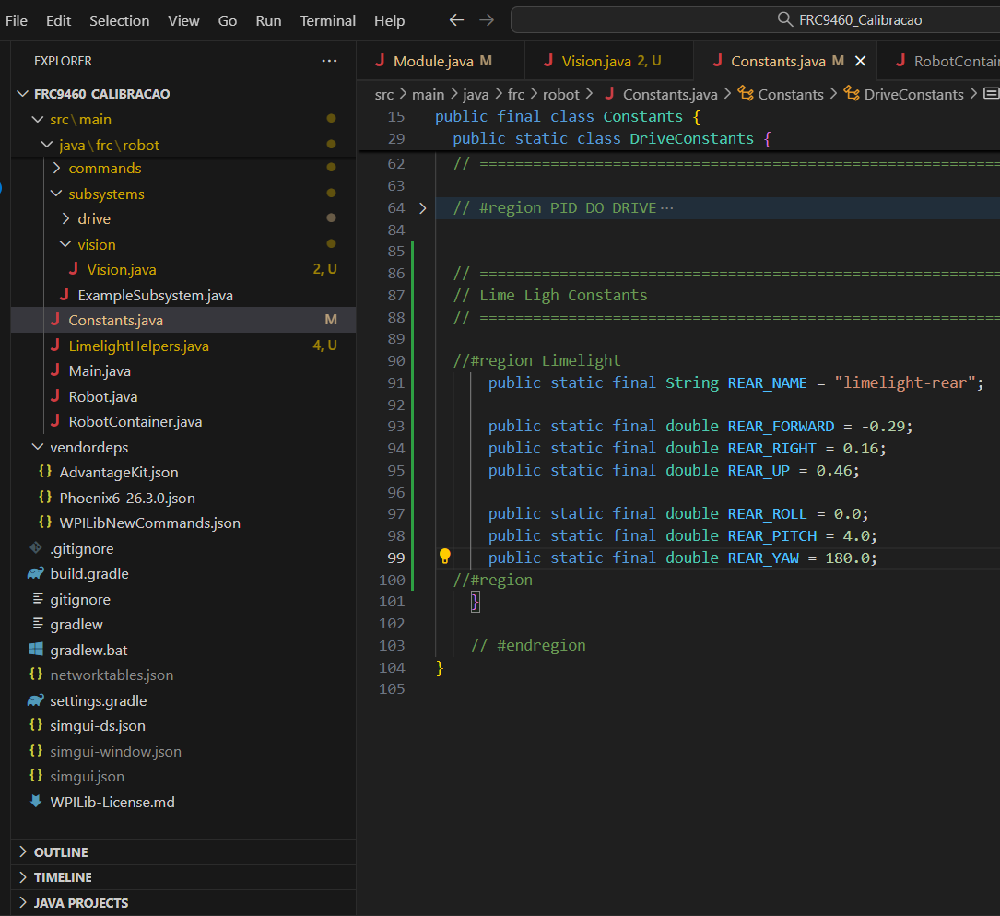 File Edit Selection View Go Run Terminal Help ← → FRC9460_Calibracao
EXPLORER ···
FRC9460_CALIBRACAO
src\main
java\frc\robot
commands
subsystems
drive
vision
Vision.java 2, U
ExampleSubsystem.java
Constants.java M
LimelightHelpers.java 4, U
Main.java
Robot.java
RobotContainer.java
vendordeps
AdvantageKit.json
Phoenix6-26.3.0.json
WPILibNewCommands.json
.gitignore
build.gradle
gitignore
gradlew
gradlew.bat
networktables.json
settings.gradle
simgui-ds.json
simgui-window.json
simgui.json
WPILib-License.md
OUTLINE
TIMELINE
JAVA PROJECTS
Module.java M Vision.java 2, U Constants.java M × RobotContai
src > main > java > frc > robot > Constants.java > Constants > DriveConstants >
15 public final class Constants {
29 public static class DriveConstants {
62 // ===========================================================
63
64 > // #region PID DO DRIVE ···
84
85
86 // ===========================================================
87 // Lime Ligh Constants
88 // ===========================================================
89
90 //#region Limelight
91 public static final String REAR_NAME = "limelight-rear";
92
93 public static final double REAR_FORWARD = -0.29;
94 public static final double REAR_RIGHT = 0.16;
95 public static final double REAR_UP = 0.46;
96
97 public static final double REAR_ROLL = 0.0;
98 public static final double REAR_PITCH = 4.0;
99 public static final double REAR_YAW = 180.0;
100 //#region
101 }
102
103 // #endregion
104 }
105